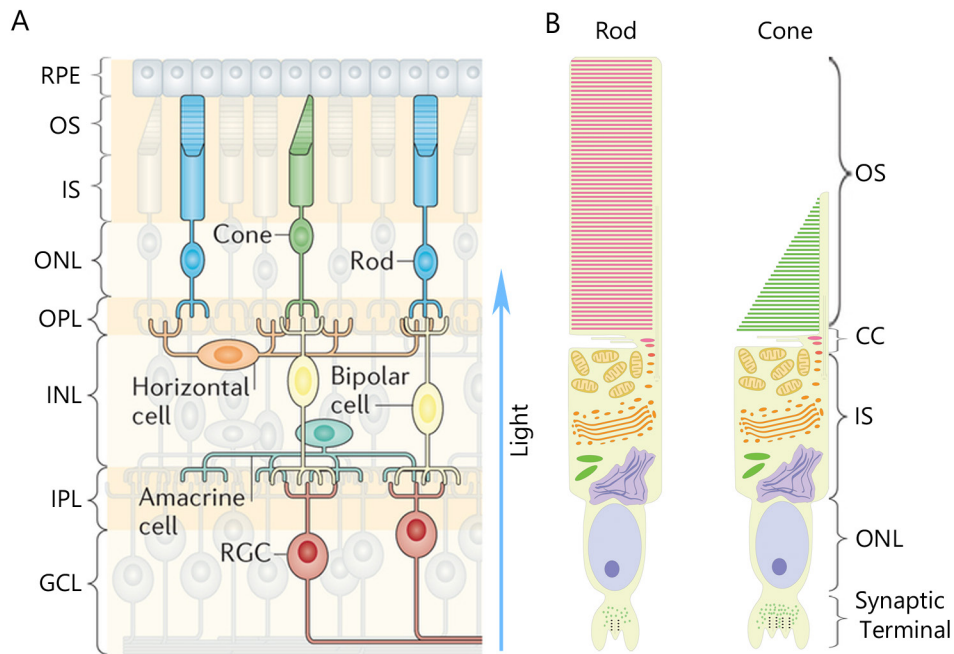 A
RPE
OS
IS
ONL
OPL
INL
IPL
GCL
Cone
Rod
Horizontal
cell
Bipolar
cell
Amacrine
cell
RGC
Light
B
Rod
Cone
OS
CC
IS
ONL
Synaptic
Terminal